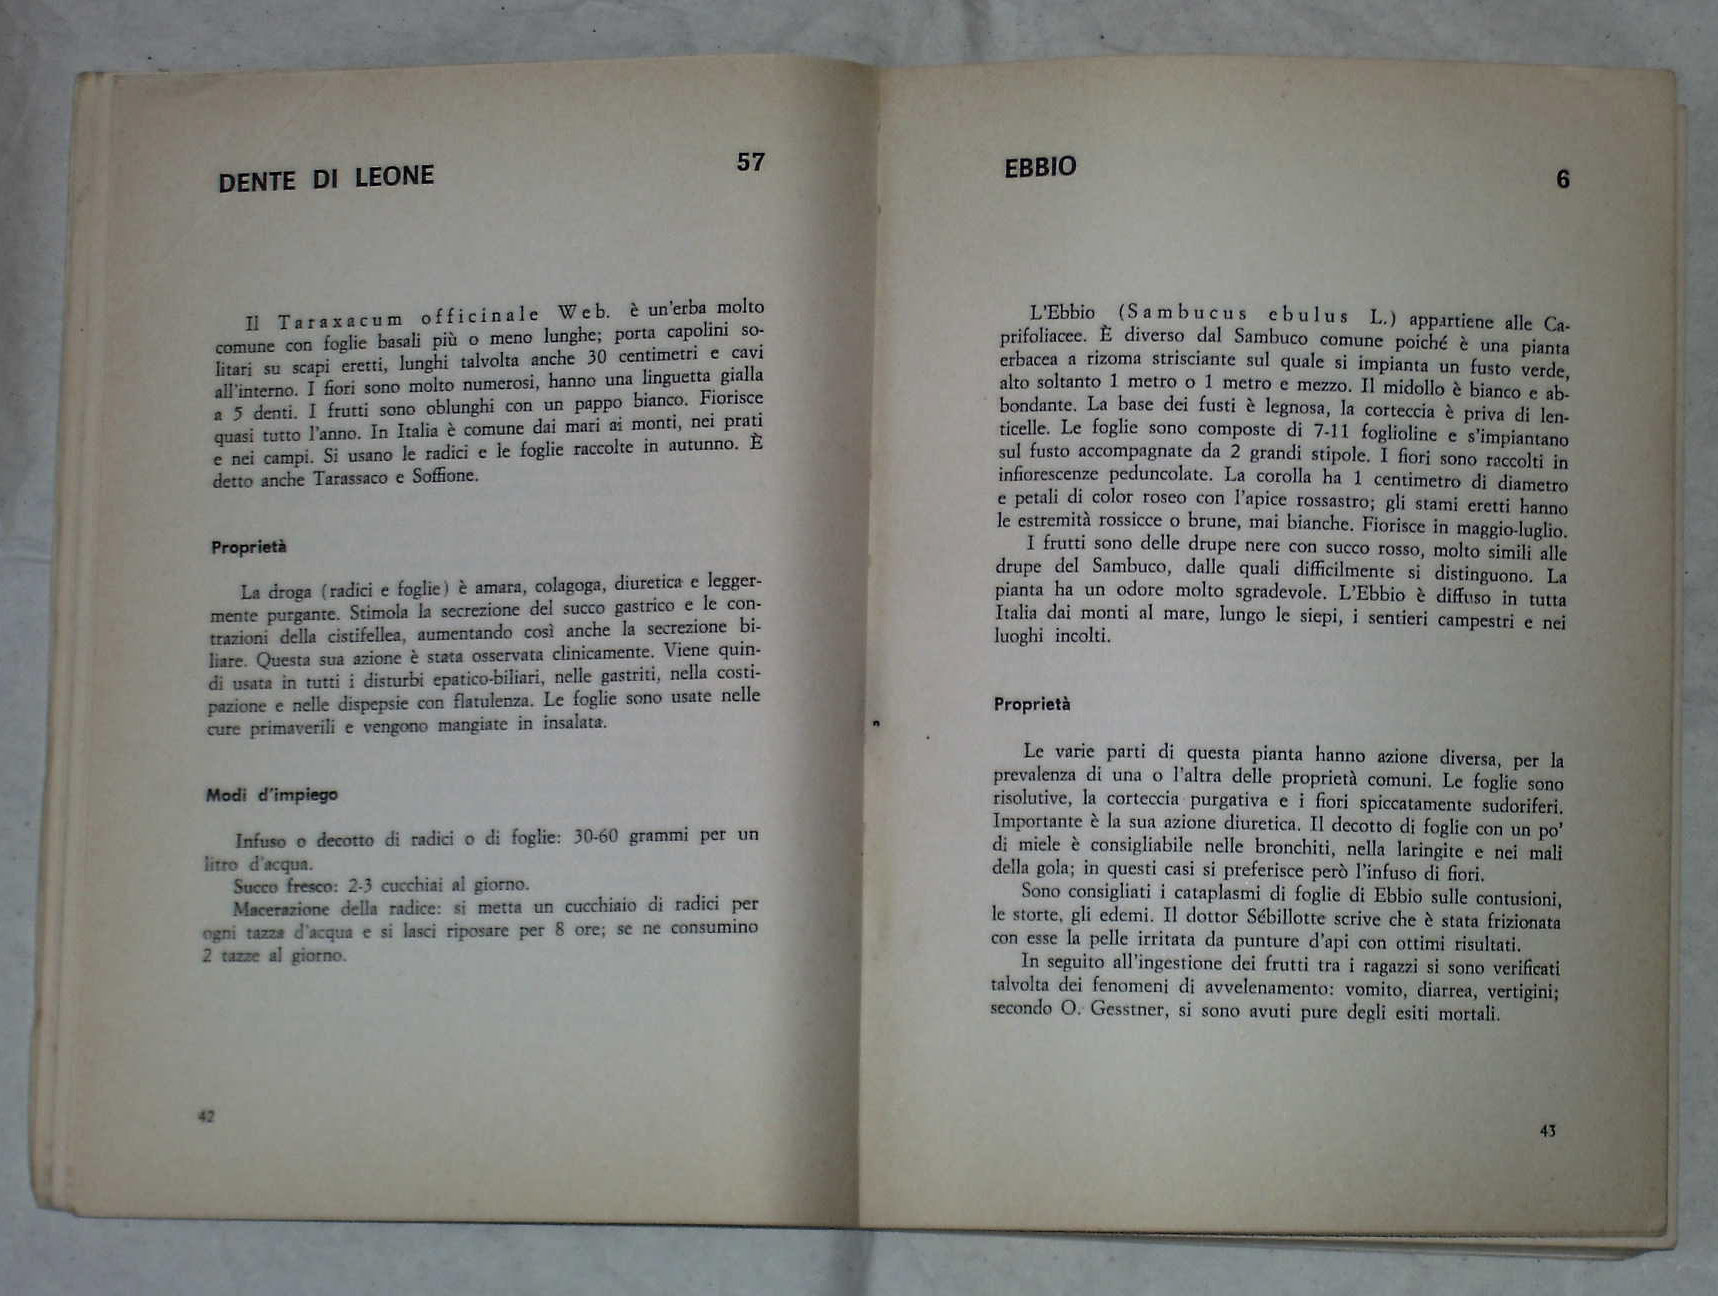 DENTE DI LEONE
57
Il Taraxacum officinale Web. è un'erba molto
comune con foglie basali più o meno lunghe; porta capolini so-
litari su scapi eretti, lunghi talvolta anche 30 centimetri e cavi
all'interno. I fiori sono molto numerosi, hanno una linguetta gialla
a 5 denti. I frutti sono oblunghi con un pappo bianco. Fiorisce
quasi tutto l'anno. In Italia è comune dai mari ai monti, nei prati
e nei campi. Si usano le radici e le foglie raccolte in autunno. È
detto anche Tarassaco e Soffione.
Proprietà
La droga (radici e foglie) è amara, colagoga, diuretica e legger-
mente purgante. Stimola la secrezione del succo gastrico e le con-
trazioni della cistifellea, aumentando così anche la secrezione bi-
liare. Questa sua azione è stata osservata clinicamente. Viene quin-
di usata in tutti i disturbi epatico-biliari, nelle gastriti, nella costi-
pazione e nelle dispepsie con flatulenza. Le foglie sono usate nelle
cure primaverili e vengono mangiate in insalata.
Modi d'impiego
Infuso o decotto di radici o di foglie: 30-60 grammi per un
litro d'acqua.
Succo fresco: 2-3 cucchiai al giorno.
Macerazione della radice: si metta un cucchiaio di radici per
ogni tazza d'acqua e si lasci riposare per 8 ore; se ne consumino
2 tazze al giorno.
42
EBBIO
6
L'Ebbio (Sambucus ebulus L.) appartiene alle Ca-
prifoliacee. È diverso dal Sambuco comune poiché è una pianta
erbacea a rizoma strisciante sul quale si impianta un fusto verde,
alto soltanto 1 metro o 1 metro e mezzo. Il midollo è bianco e ab-
bondante. La base dei fusti è legnosa, la corteccia è priva di len-
ticelle. Le foglie sono composte di 7-11 foglioline e s'impiantano
sul fusto accompagnate da 2 grandi stipole. I fiori sono raccolti in
infiorescenze peduncolate. La corolla ha 1 centimetro di diametro
e petali di color roseo con l'apice rossastro; gli stami eretti hanno
le estremità rossicce o brune, mai bianche. Fiorisce in maggio-luglio.
I frutti sono delle drupe nere con succo rosso, molto simili alle
drupe del Sambuco, dalle quali difficilmente si distinguono. La
pianta ha un odore molto sgradevole. L'Ebbio è diffuso in tutta
Italia dai monti al mare, lungo le siepi, i sentieri campestri e nei
luoghi incolti.
Proprietà
Le varie parti di questa pianta hanno azione diversa, per la
prevalenza di una o l'altra delle proprietà comuni. Le foglie sono
risolutive, la corteccia purgativa e i fiori spiccatamente sudoriferi.
Importante è la sua azione diuretica. Il decotto di foglie con un po'
di miele è consigliabile nelle bronchiti, nella laringite e nei mali
della gola; in questi casi si preferisce però l'infuso di fiori.
Sono consigliati i cataplasmi di foglie di Ebbio sulle contusioni,
le storte, gli edemi. Il dottor Sébillotte scrive che è stata frizionata
con esse la pelle irritata da punture d'api con ottimi risultati.
In seguito all'ingestione dei frutti tra i ragazzi si sono verificati
talvolta dei fenomeni di avvelenamento: vomito, diarrea, vertigini;
secondo O. Gesstner, si sono avuti pure degli esiti mortali.
43